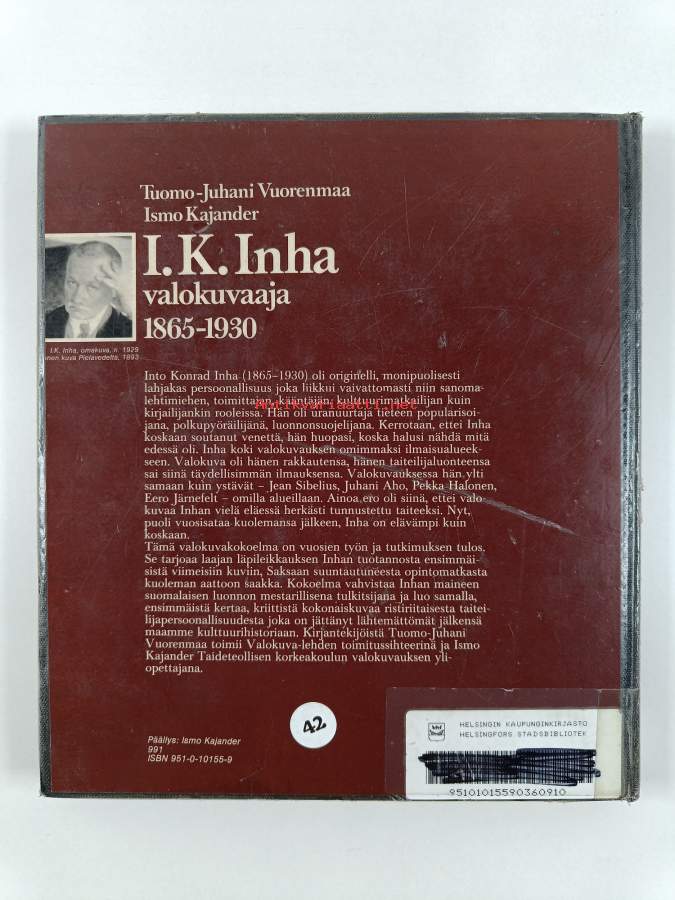 Tuomo-Juhani Vuorenmaa
Ismo Kajander
I.K. Inha
valokuvaaja
1865–1930
I.K. Inha, omakuva, n. 1929
nen kuva Pielavedeltä, 1893
Into Konrad Inha (1865–1930) oli originelli, monipuolisesti
lahjakas persoonallisuus joka liikkui vaivattomasti niin sanoma-
lehtimiehen, toimittajan, kääntäjän, kulttuurimatkailijan kuin
kirjailijankin rooleissa. Hän oli uranuurtaja tieteen popularisoi-
Antikvariaatti.net
jana, polkupyöräilijänä, luonnonsuojelijana. Kerrotaan, ettei Inha
koskaan soutanut venettä, hän huopasi, koska halusi nähdä mitä
edessä oli. Inha koki valokuvauksen omimmaksi ilmaisualueek-
seen. Valokuva oli hänen rakkautensa, hänen taiteilijaluonteensa
sai siinä täydellisimmän ilmauksensa. Valokuvauksessa hän ylti
samaan kuin ystävät – Jean Sibelius, Juhani Aho, Pekka Halonen,
Eero Järnefelt – omilla alueillaan. Ainoa ero oli siinä, ettei valo-
kuvaa Inhan vielä eläessä herkästi tunnustettu taiteeksi. Nyt,
puoli vuosisataa kuolemansa jälkeen, Inha on elävämpi kuin
koskaan.
Tämä valokuvakokoelma on vuosien työn ja tutkimuksen tulos.
Se tarjoaa laajan läpileikkauksen Inhan tuotannosta ensimmäi-
sistä viimeisiin kuviin, Saksaan suuntautuneesta opintomatkasta
kuoleman aattoon saakka. Kokoelma vahvistaa Inhan maineen
suomalaisen luonnon mestarillisena tulkitsijana ja luo samalla,
ensimmäistä kertaa, kriittistä kokonaiskuvaa ristiriitaisesta taitei-
lijapersoonallisuudesta joka on jättänyt lähtemättömät jälkensä
maamme kulttuurihistoriaan. Kirjantekijöistä Tuomo-Juhani
Vuorenmaa toimii Valokuva-lehden toimitussihteerinä ja Ismo
Kajander Taideteollisen korkeakoulun valokuvauksen yli-
opettajana.
42
Päällys: Ismo Kajander
991
ISBN 951-0-10155-9
HELSINGIN KAUPUNGINKIRJASTO
HELSINGFORS STADSBIBLIOTEK
95101015590360910